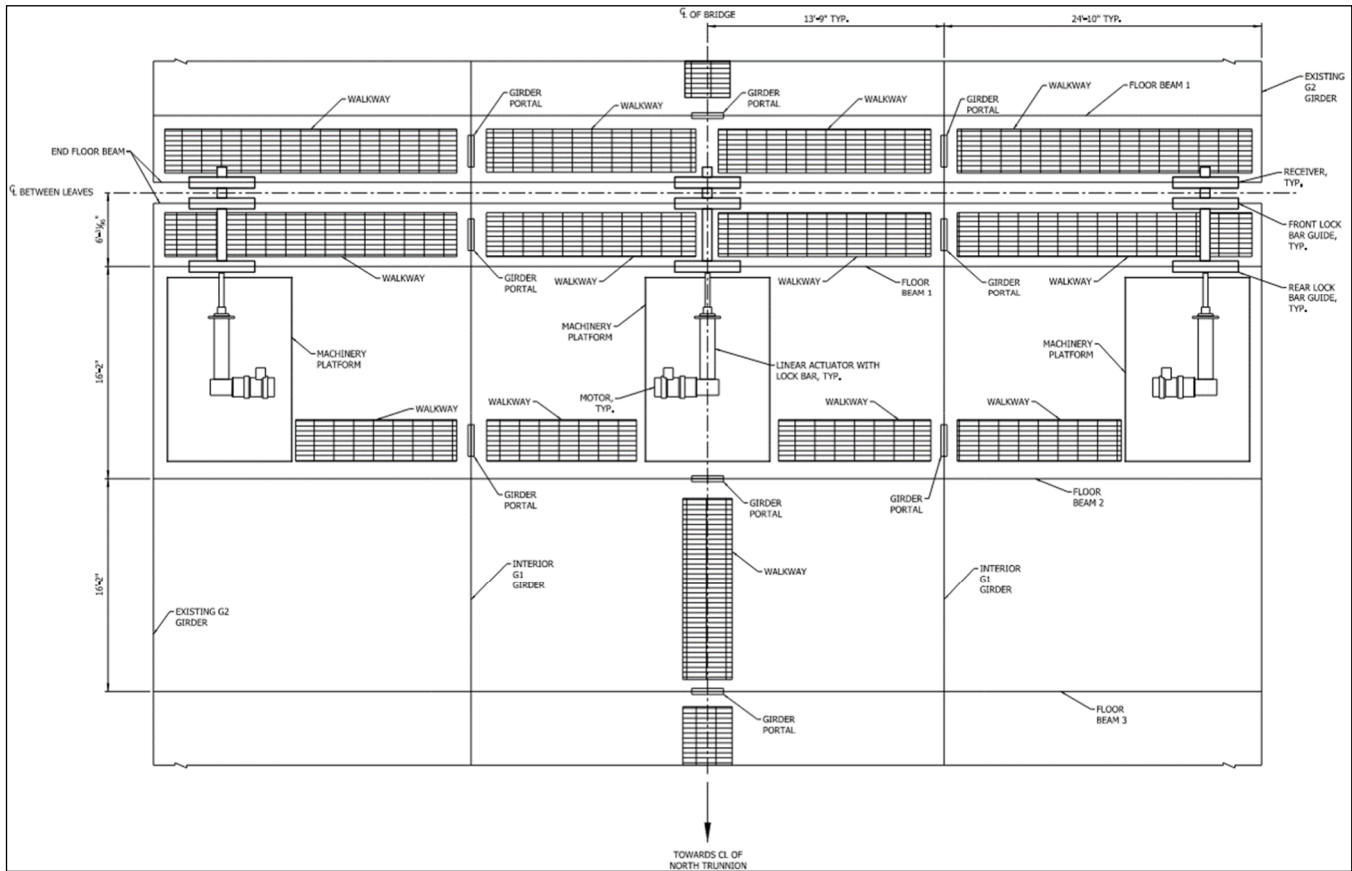 ℄ OF BRIDGE
13'-9" TYP.
24'-10" TYP.
WALKWAY
GIRDER
PORTAL
WALKWAY
GIRDER
PORTAL
WALKWAY
GIRDER
PORTAL
WALKWAY
FLOOR BEAM 1
EXISTING
G2
GIRDER
END FLOOR BEAM
℄ BETWEEN LEAVES
RECEIVER,
TYP.
FRONT LOCK
BAR GUIDE,
TYP.
REAR LOCK
BAR GUIDE,
TYP.
WALKWAY
GIRDER
PORTAL
WALKWAY
WALKWAY
FLOOR
BEAM 1
GIRDER
PORTAL
WALKWAY
16'-2"
MACHINERY
PLATFORM
MACHINERY
PLATFORM
LINEAR ACTUATOR WITH
LOCK BAR, TYP.
MACHINERY
PLATFORM
MOTOR,
TYP.
WALKWAY
WALKWAY
WALKWAY
WALKWAY
GIRDER
PORTAL
GIRDER
PORTAL
GIRDER
PORTAL
FLOOR
BEAM 2
16'-2"
INTERIOR
G1
GIRDER
WALKWAY
INTERIOR
G1
GIRDER
EXISTING G2
GIRDER
GIRDER
PORTAL
FLOOR
BEAM 3
TOWARDS CL OF
NORTH TRUNNION